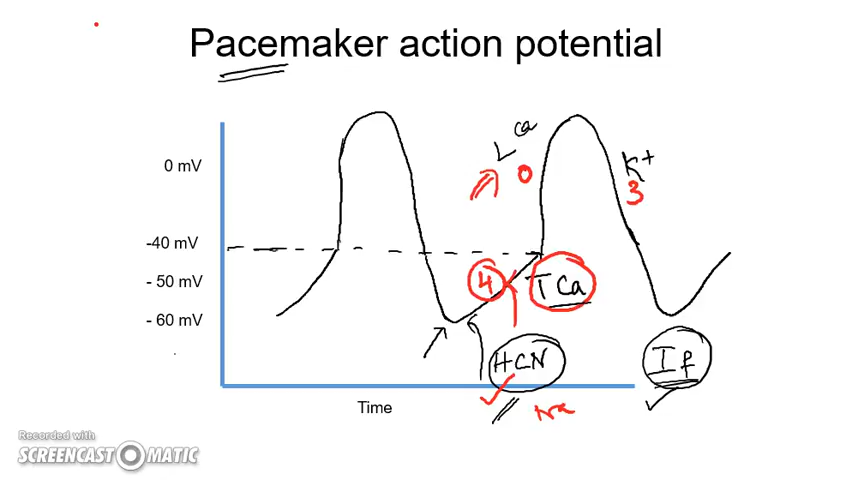 Pacemaker action potential
L Ca
0 mV
0
K+
3
-40 mV
- 50 mV
4
T Ca
- 60 mV
HCN
If
Time
Na
Recorded with
SCREENCAST-O-MATIC